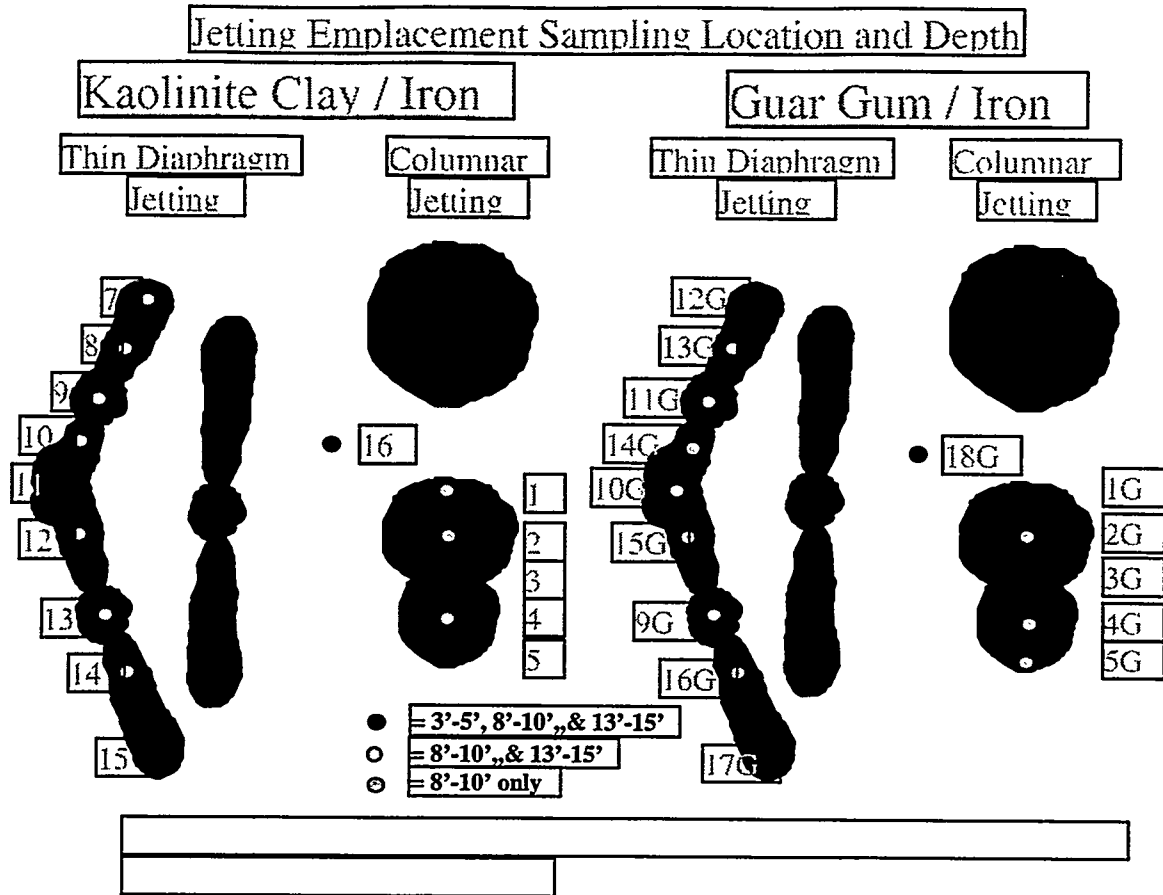 Jetting Emplacement Sampling Location and Depth
Kaolinite Clay / Iron
Guar Gum / Iron
Thin Diaphragm
Jetting
Columnar
Jetting
Thin Diaphragm
Jetting
Columnar
Jetting
7
8
9
10
11
12
13
14
15
16
1
2
3
4
5
12G
13G
11G
14G
10G
15G
9G
16G
17G
18G
1G
2G
3G
4G
5G
= 3'-5', 8'-10',,& 13'-15'
= 8'-10',,& 13'-15'
= 8'-10' only